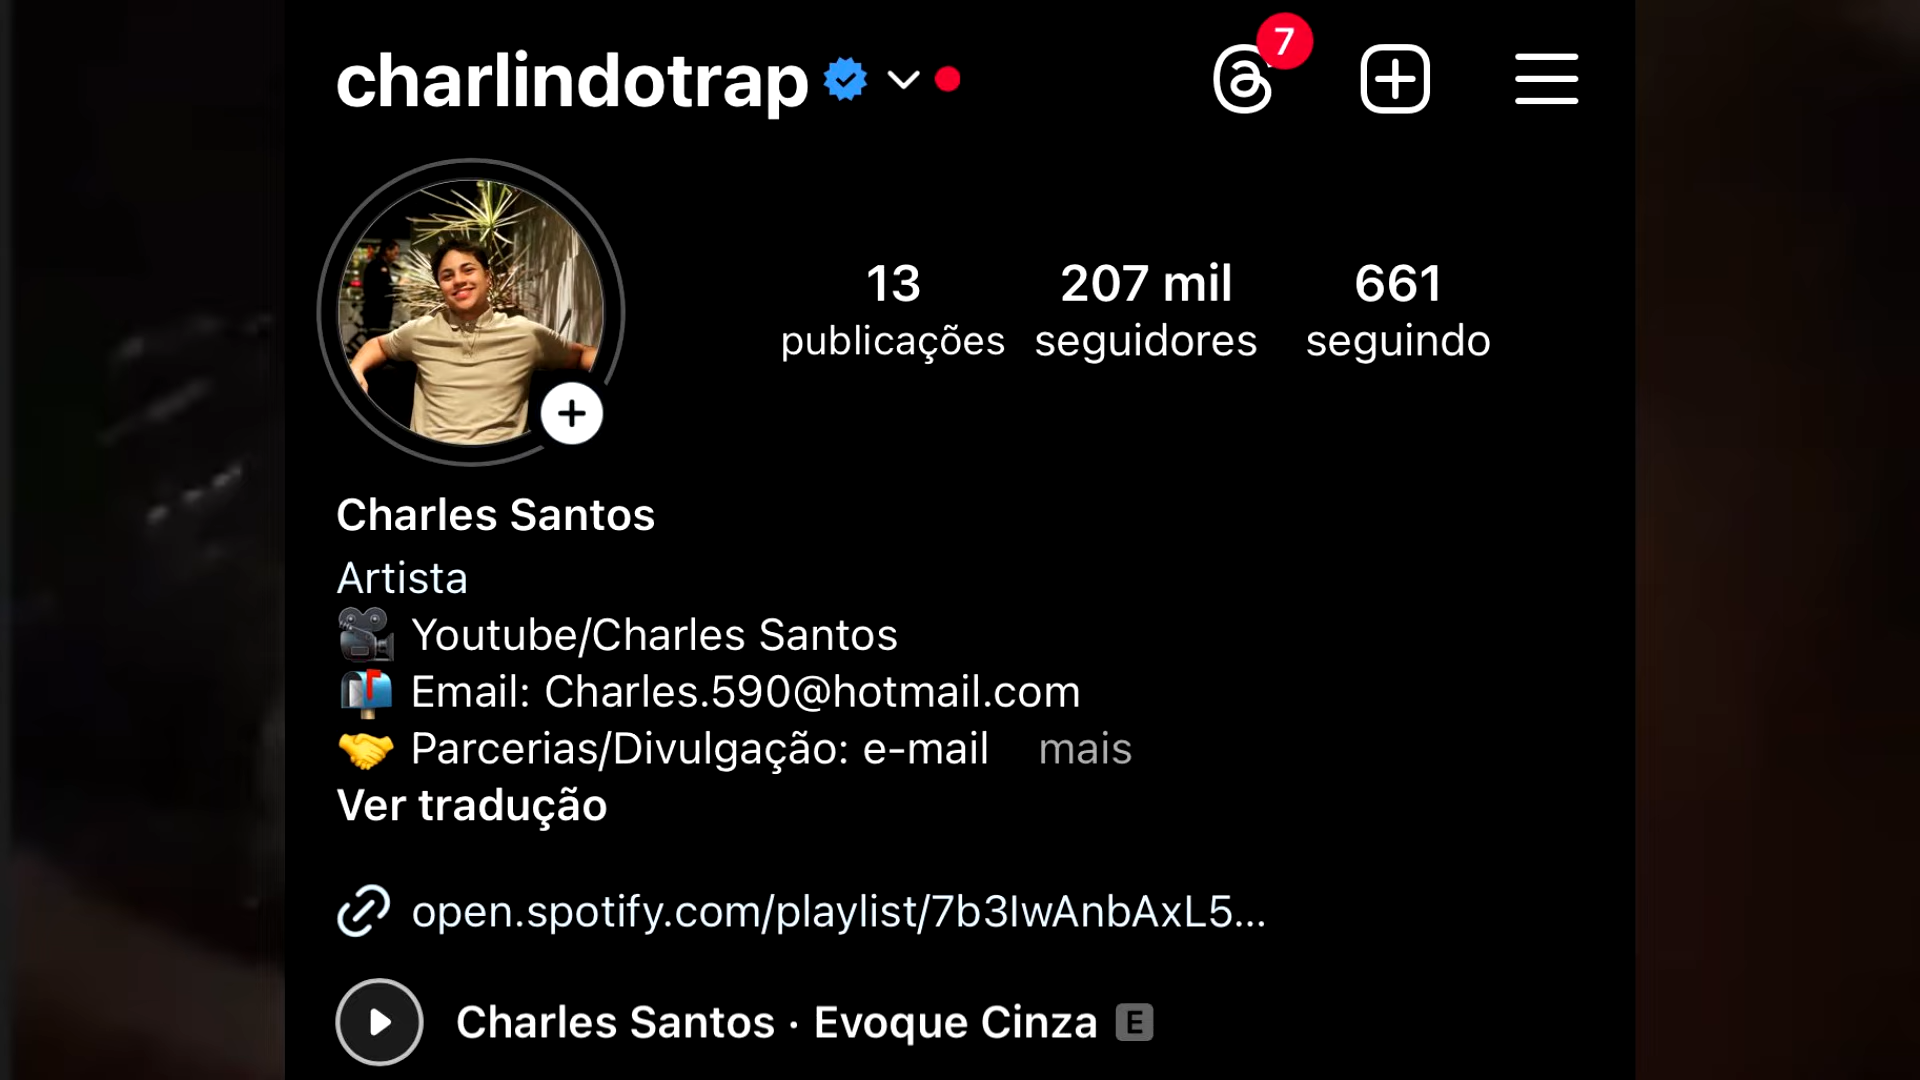 charlindotrap
7
13
publicações
207 mil
seguidores
661
seguindo
Charles Santos
Artista
Youtube/Charles Santos
Email: Charles.590@hotmail.com
Parcerias/Divulgação: e-mail mais
Ver tradução
open.spotify.com/playlist/7b3IwAnbAxL5...
Charles Santos · Evoque Cinza E